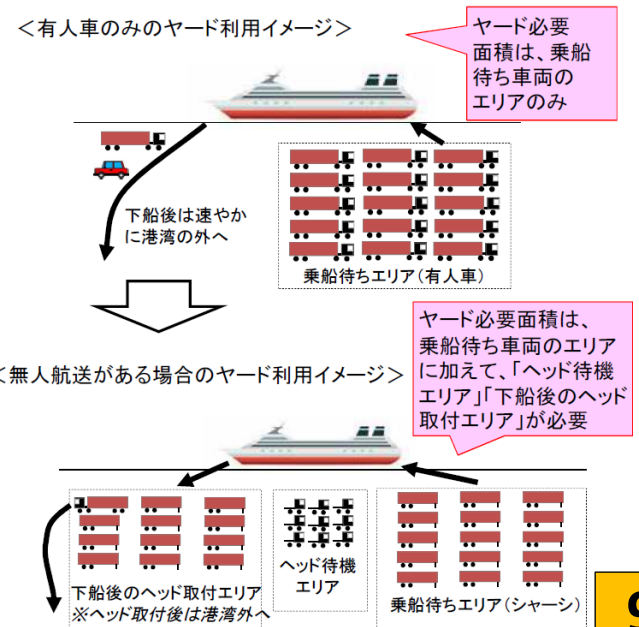 ＜有人車のみのヤード利用イメージ＞
ヤード必要
面積は、乗船
待ち車両の
エリアのみ
下船後は速やか
に港湾の外へ
乗船待ちエリア（有人車）
ヤード必要面積は、
乗船待ち車両のエリア
に加えて、「ヘッド待機
エリア」「下船後のヘッド
取付エリア」が必要
＜無人航送がある場合のヤード利用イメージ＞
下船後のヘッド取付エリア
※ヘッド取付後は港湾外へ
ヘッド待機
エリア
乗船待ちエリア（シャーシ）